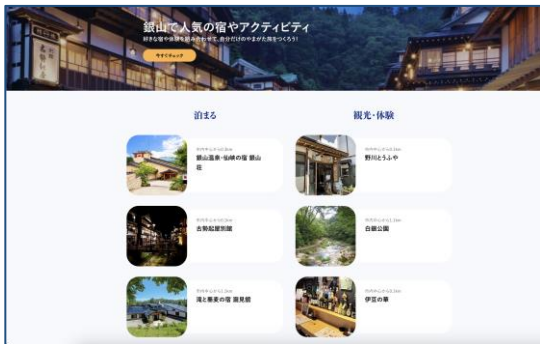 銀山で人気の宿やアクティビティ
好きな宿や体験を組み合わせて、自分だけのやまがた旅をつくろう!
今すぐチェック
泊まる
観光・体験
銀山温泉・仙峡の宿 銀山
荘
野川とうふや
古勢起屋別館
白銀公園
瀧と蕎麦の宿 瀧見舘
伊豆の華